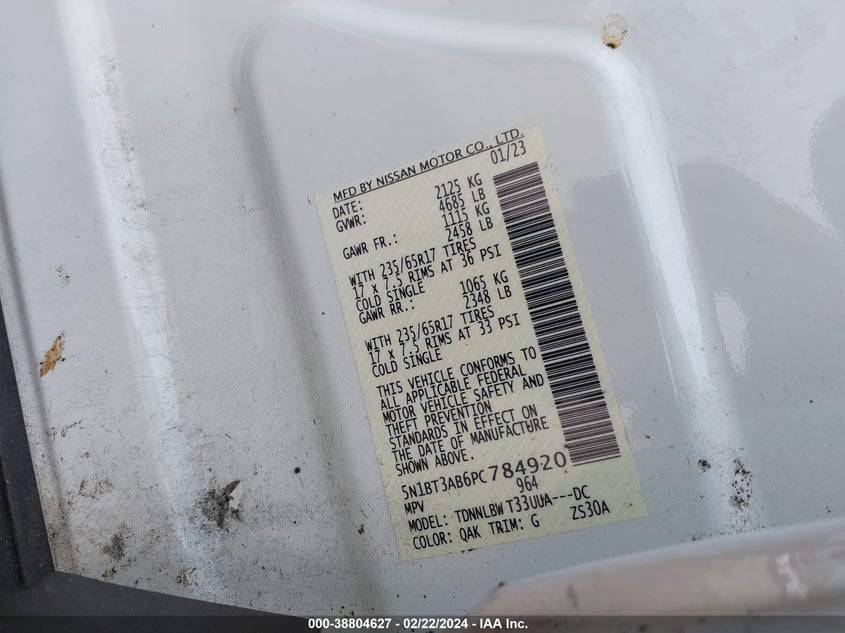 MFD BY NISSAN MOTOR CO., LTD.
DATE: 01/23
GVWR: 2125 KG
4685 LB
GAWR FR.: 1115 KG
2458 LB
WITH 235/65R17 TIRES
17 x 7.5 RIMS AT 36 PSI
COLD SINGLE
GAWR RR.: 1065 KG
2348 LB
WITH 235/65R17 TIRES
17 x 7.5 RIMS AT 33 PSI
COLD SINGLE
THIS VEHICLE CONFORMS TO
ALL APPLICABLE FEDERAL
MOTOR VEHICLE SAFETY AND
THEFT PREVENTION
STANDARDS IN EFFECT ON
THE DATE OF MANUFACTURE
SHOWN ABOVE.
5N1BT3AB6PC784920
MPV 964
MODEL: TDNNLBW T33UUA---DC
COLOR: QAK TRIM: G ZS30A
000-38804627 - 02/22/2024 - IAA Inc.